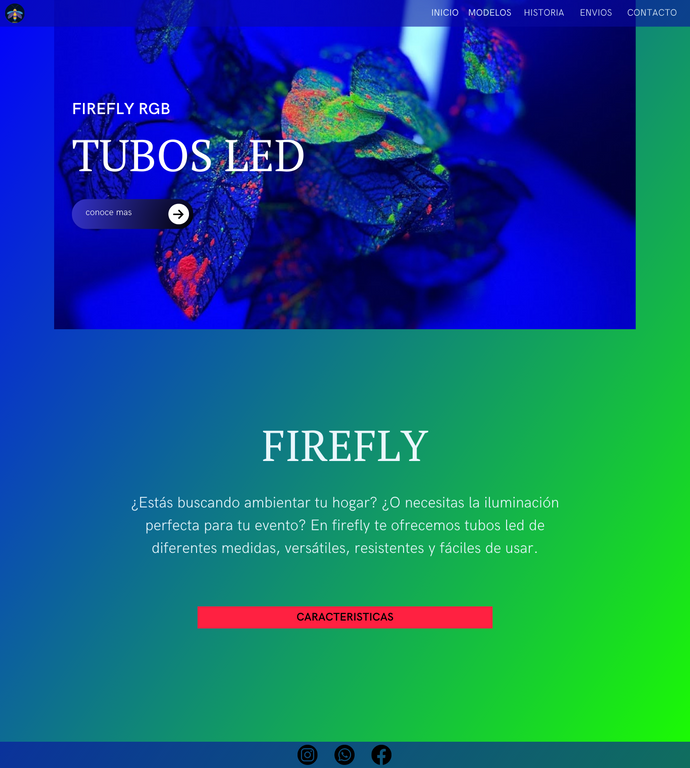 INICIO MODELOS HISTORIA ENVIOS CONTACTO
FIREFLY RGB
TUBOS LED
conoce mas
FIREFLY
¿Estás buscando ambientar tu hogar? ¿O necesitas la iluminación
perfecta para tu evento? En firefly te ofrecemos tubos led de
diferentes medidas, versátiles, resistentes y fáciles de usar.
CARACTERISTICAS